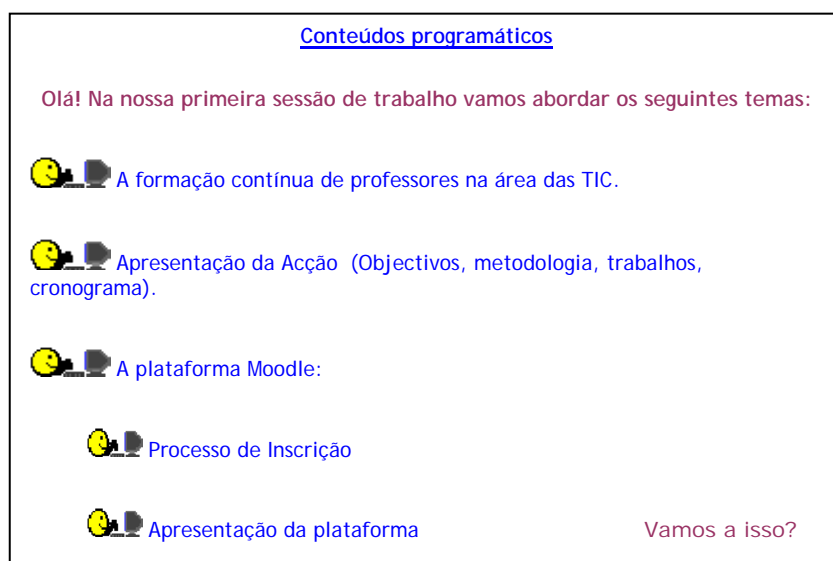 Conteúdos programáticos
Olá! Na nossa primeira sessão de trabalho vamos abordar os seguintes temas:
A formação contínua de professores na área das TIC.
Apresentação da Acção (Objectivos, metodologia, trabalhos,
cronograma).
A plataforma Moodle:
Processo de Inscrição
Apresentação da plataforma Vamos a isso?